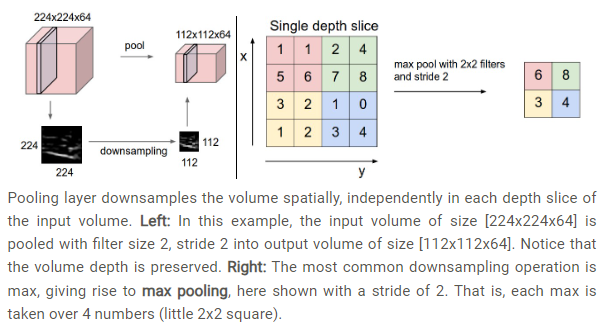 224x224x64
pool
112x112x64
224
224
downsampling
112
112
Single depth slice
x
1 1 2 4
5 6 7 8
3 2 1 0
1 2 3 4
y
max pool with 2x2 filters
and stride 2
6 8
3 4
Pooling layer downsamples the volume spatially, independently in each depth slice of
the input volume. Left: In this example, the input volume of size [224x224x64] is
pooled with filter size 2, stride 2 into output volume of size [112x112x64]. Notice that
the volume depth is preserved. Right: The most common downsampling operation is
max, giving rise to max pooling, here shown with a stride of 2. That is, each max is
taken over 4 numbers (little 2x2 square).